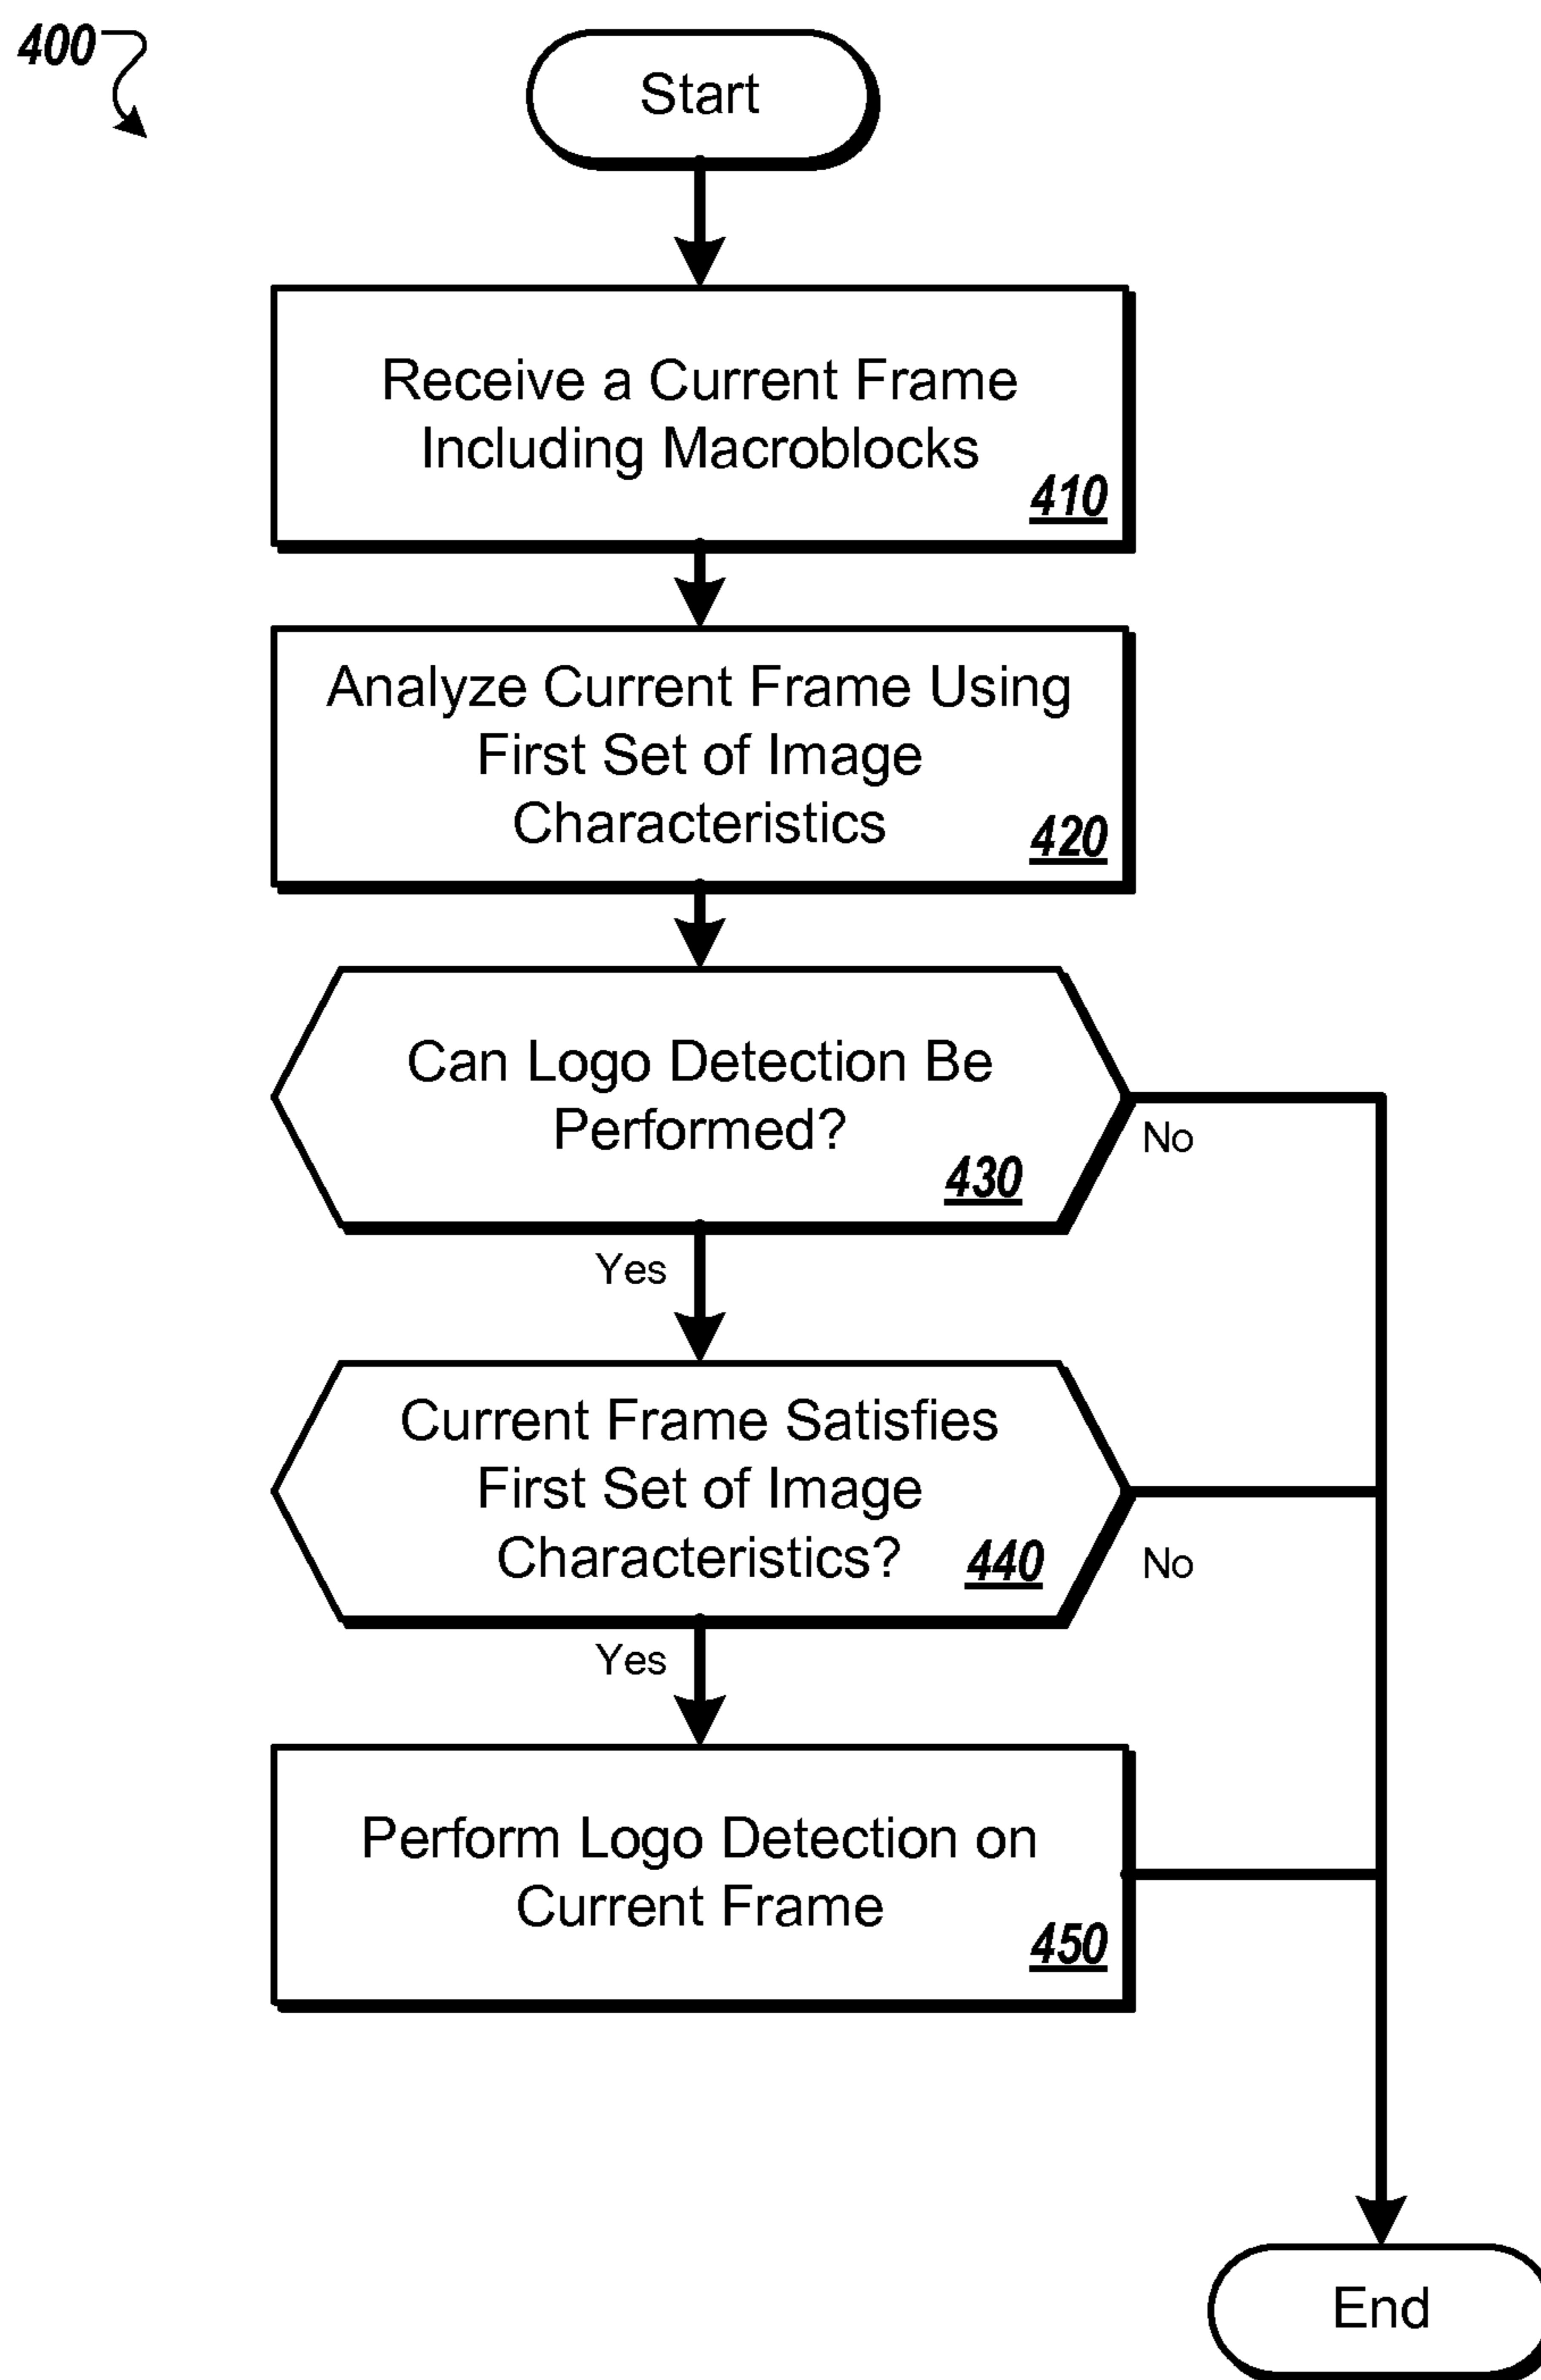 400
Start
Receive a Current Frame
Including Macroblocks
410
Analyze Current Frame Using
First Set of Image
Characteristics
420
Can Logo Detection Be
Performed?
430
No
Yes
Current Frame Satisfies
First Set of Image
Characteristics?
440
No
Yes
Perform Logo Detection on
Current Frame
450
End